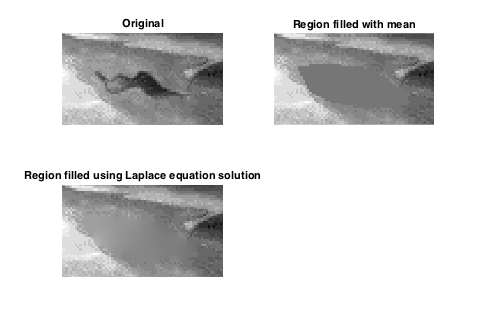 Original
Region filled with mean
Region filled using Laplace equation solution